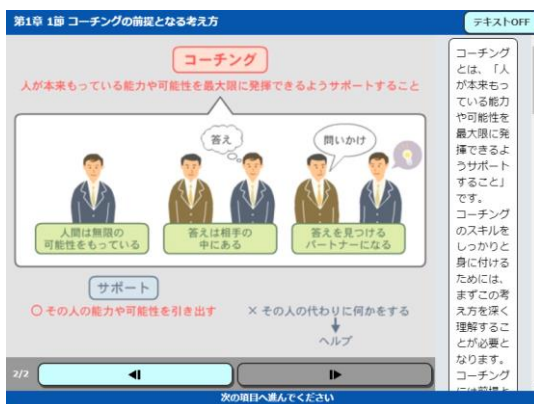 第1章 1節 コーチングの前提となる考え方
テキストOFF
コーチング
人が本来もっている能力や可能性を最大限に発揮できるようサポートすること
答え
問いかけ
人間は無限の
可能性をもっている
答えは相手の
中にある
答えを見つける
パートナーになる
サポート
○ その人の能力や可能性を引き出す
× その人の代わりに何かをする
ヘルプ
コーチング
とは、「人
が本来もっ
ている能力
や可能性を
最大限に発
揮できるよ
うサポート
すること」
です。
コーチング
のスキルを
しっかりと
身に付ける
ためには、
まずこの考
え方を深く
理解するこ
とが必要と
なります。
コーチング
には前提と
2/2
次の項目へ進んでください